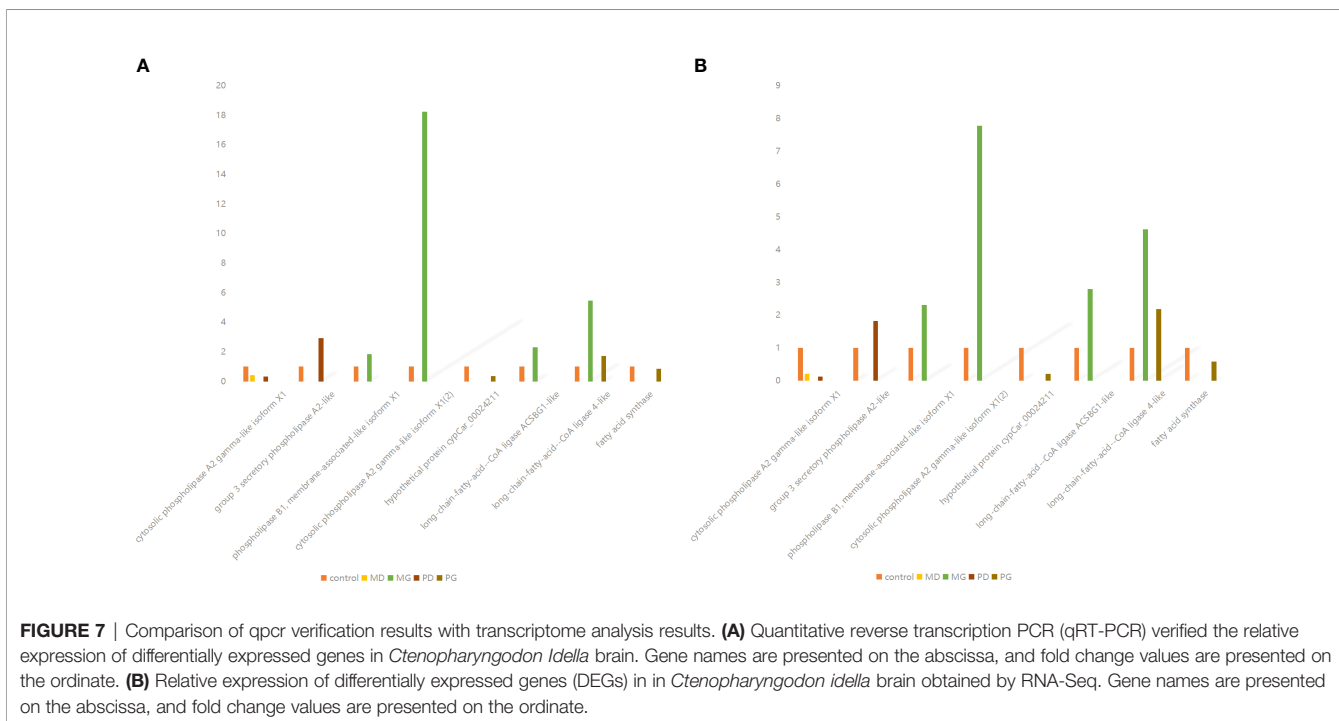 A
20
18
16
14
12
10
8
6
4
2
0
cytosolic phospholipase A2 gamma-like isoform X1
group 3 secretory phospholipase A2-like
phospholipase B1, membrane-associated-like isoform X1
cytosolic phospholipase A2 gamma-like isoform X1(2)
hypothetical protein cypCar_00024211
long-chain-fatty-acid--CoA ligase ACSBG1-like
long-chain-fatty-acid--CoA ligase 4-like
fatty acid synthase
control MD MG PD PG
B
9
8
7
6
5
4
3
2
1
0
cytosolic phospholipase A2 gamma-like isoform X1
group 3 secretory phospholipase A2-like
phospholipase B1, membrane-associated-like isoform X1
cytosolic phospholipase A2 gamma-like isoform X1(2)
hypothetical protein cypCar_00024211
long-chain-fatty-acid--CoA ligase ACSBG1-like
long-chain-fatty-acid--CoA ligase 4-like
fatty acid synthase
control MD MG PD PG
FIGURE 7 | Comparison of qpcr verification results with transcriptome analysis results. (A) Quantitative reverse transcription PCR (qRT-PCR) verified the relative
expression of differentially expressed genes in Ctenopharyngodon Idella brain. Gene names are presented on the abscissa, and fold change values are presented on
the ordinate. (B) Relative expression of differentially expressed genes (DEGs) in in Ctenopharyngodon idella brain obtained by RNA-Seq. Gene names are presented
on the abscissa, and fold change values are presented on the ordinate.